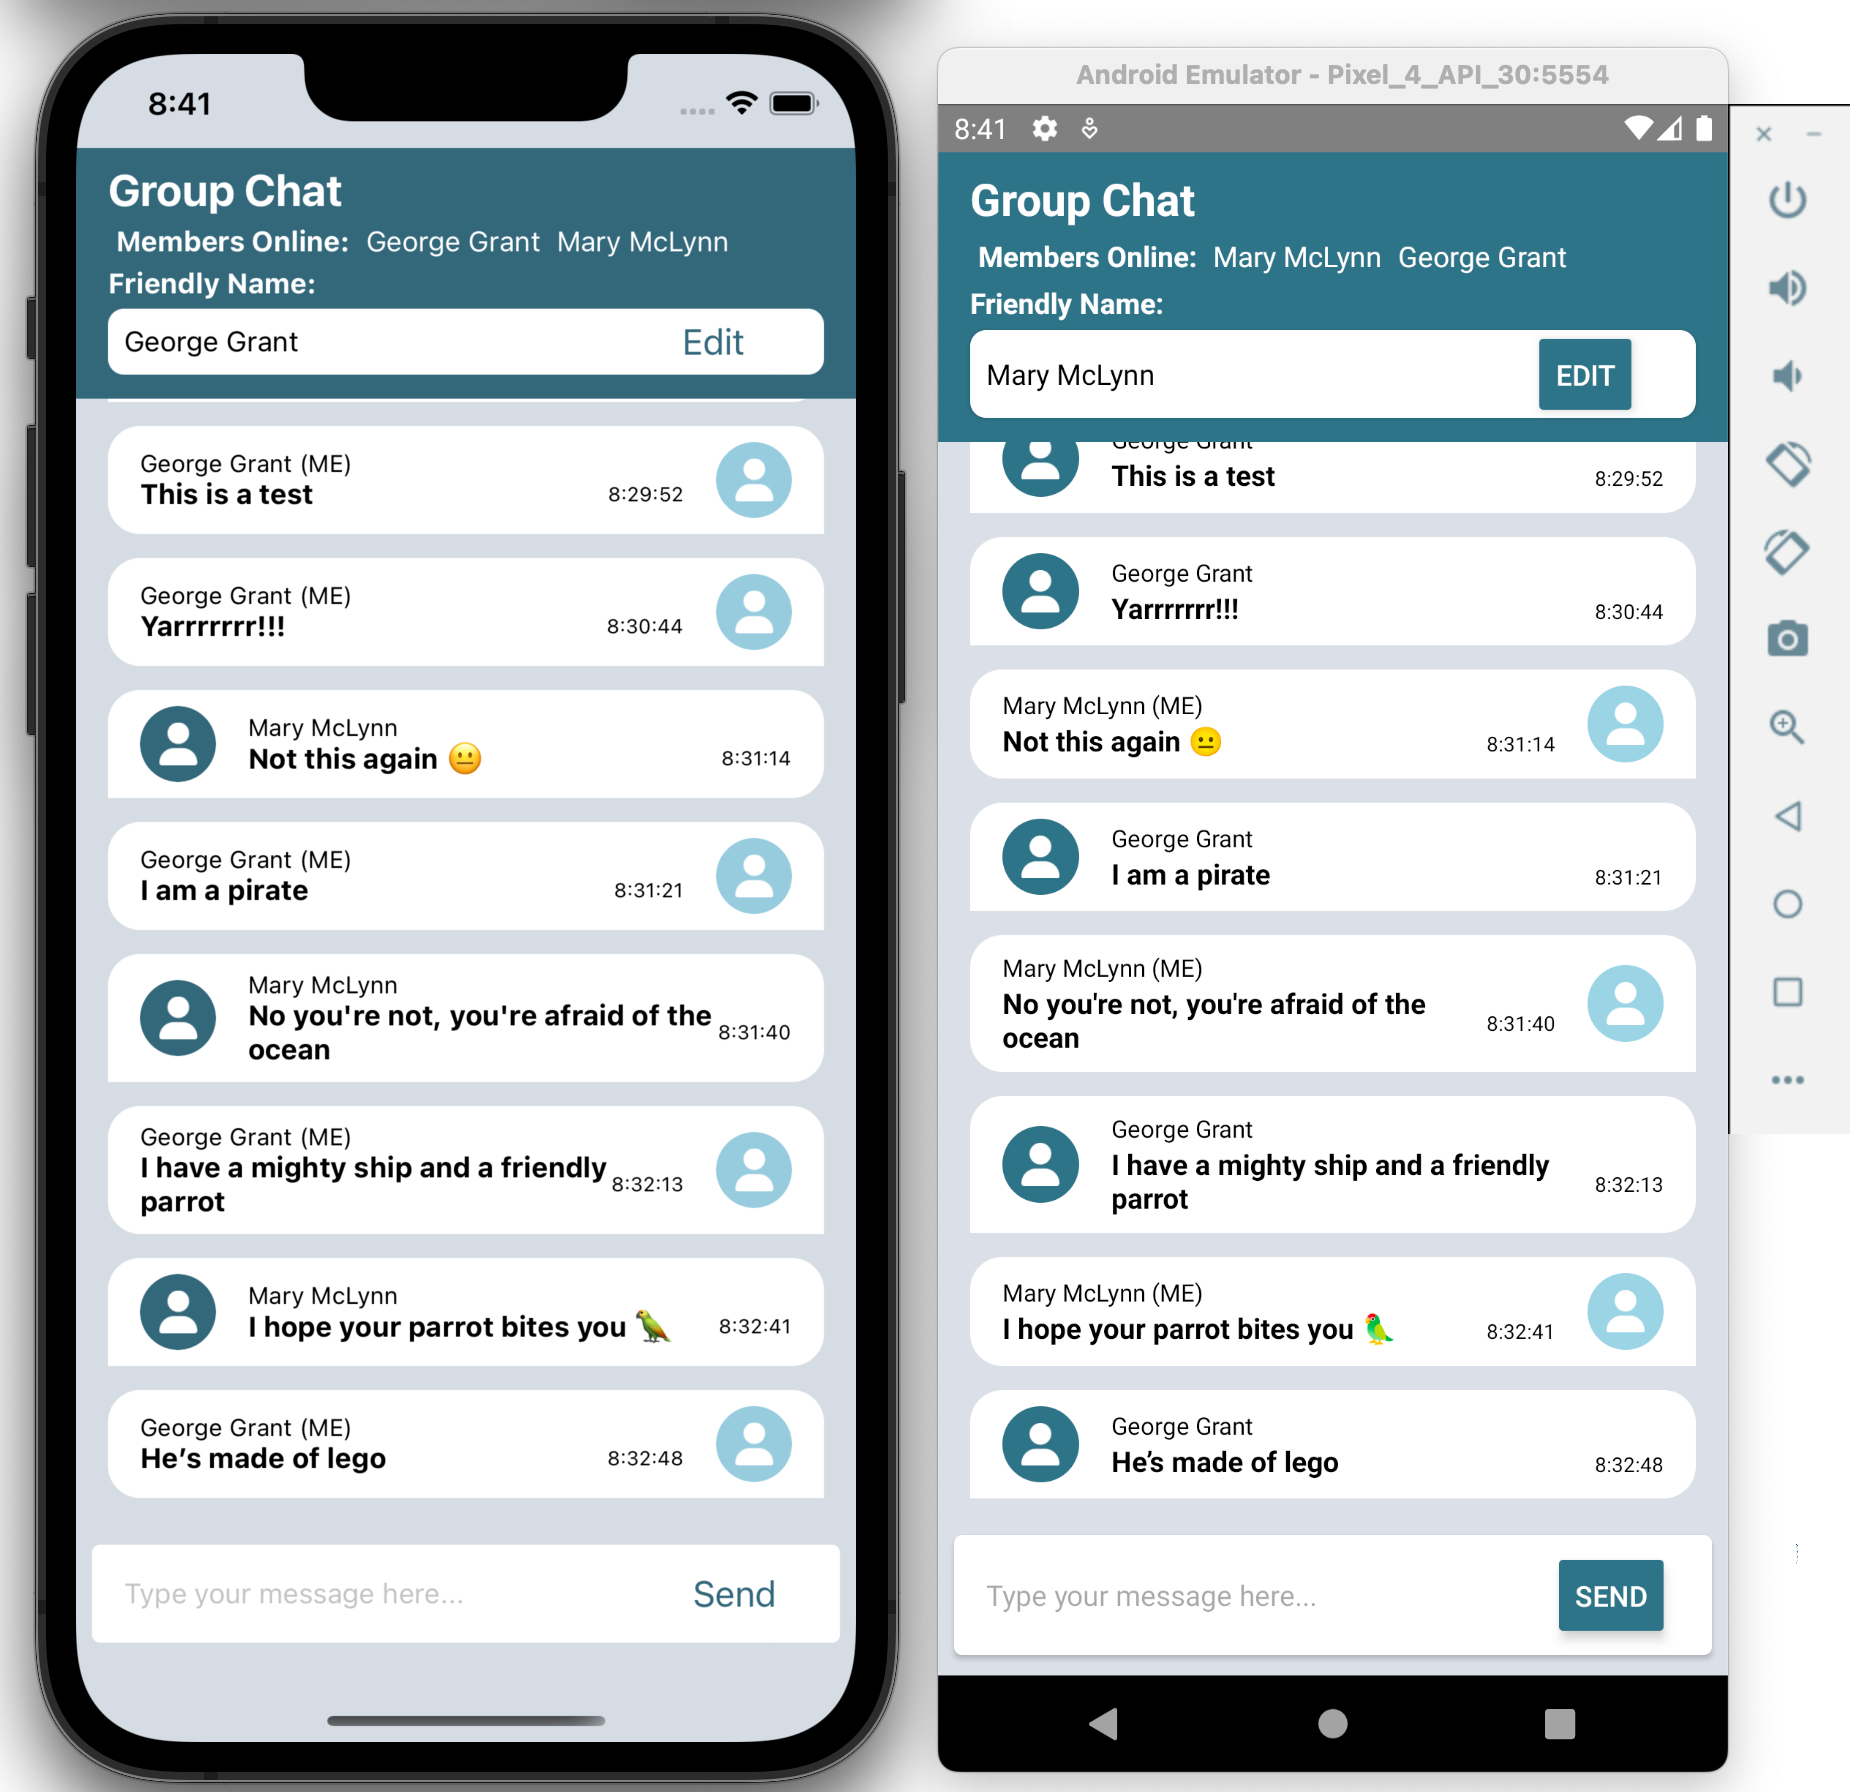 8:41
Group Chat
Members Online: George Grant Mary McLynn
Friendly Name:
George Grant Edit
George Grant (ME)
This is a test 8:29:52
George Grant (ME)
Yarrrrrrr!!! 8:30:44
Mary McLynn
Not this again 😐 8:31:14
George Grant (ME)
I am a pirate 8:31:21
Mary McLynn
No you're not, you're afraid of the
ocean 8:31:40
George Grant (ME)
I have a mighty ship and a friendly
parrot 8:32:13
Mary McLynn
I hope your parrot bites you 🦜 8:32:41
George Grant (ME)
He’s made of lego 8:32:48
Type your message here... Send
Android Emulator - Pixel_4_API_30:5554
8:41
Group Chat
Members Online: Mary McLynn George Grant
Friendly Name:
Mary McLynn EDIT
George Grant
This is a test 8:29:52
George Grant
Yarrrrrrr!!! 8:30:44
Mary McLynn (ME)
Not this again 😐 8:31:14
George Grant
I am a pirate 8:31:21
Mary McLynn (ME)
No you're not, you're afraid of the
ocean 8:31:40
George Grant
I have a mighty ship and a friendly
parrot 8:32:13
Mary McLynn (ME)
I hope your parrot bites you 🦜 8:32:41
George Grant
He’s made of lego 8:32:48
Type your message here... SEND